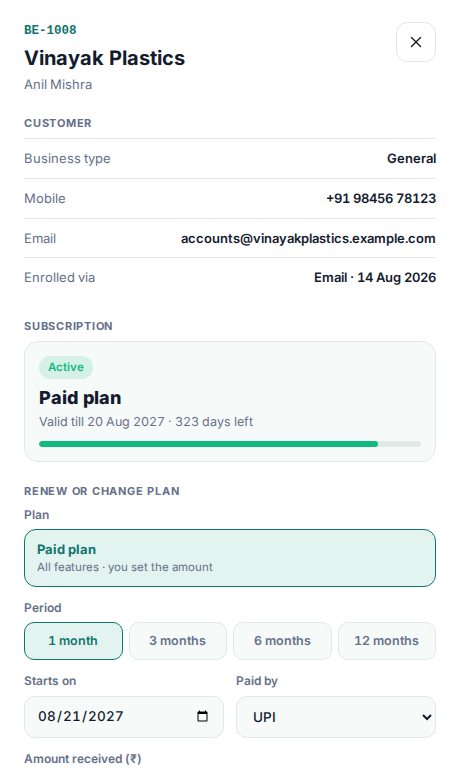 BE-1008
Vinayak Plastics
Anil Mishra
CUSTOMER
Business type General
Mobile +91 98456 78123
Email accounts@vinayakplastics.example.com
Enrolled via Email · 14 Aug 2026
SUBSCRIPTION
Active
Paid plan
Valid till 20 Aug 2027 · 323 days left
RENEW OR CHANGE PLAN
Plan
Paid plan
All features · you set the amount
Period
1 month 3 months 6 months 12 months
Starts on Paid by
08/21/2027 UPI
Amount received (₹)